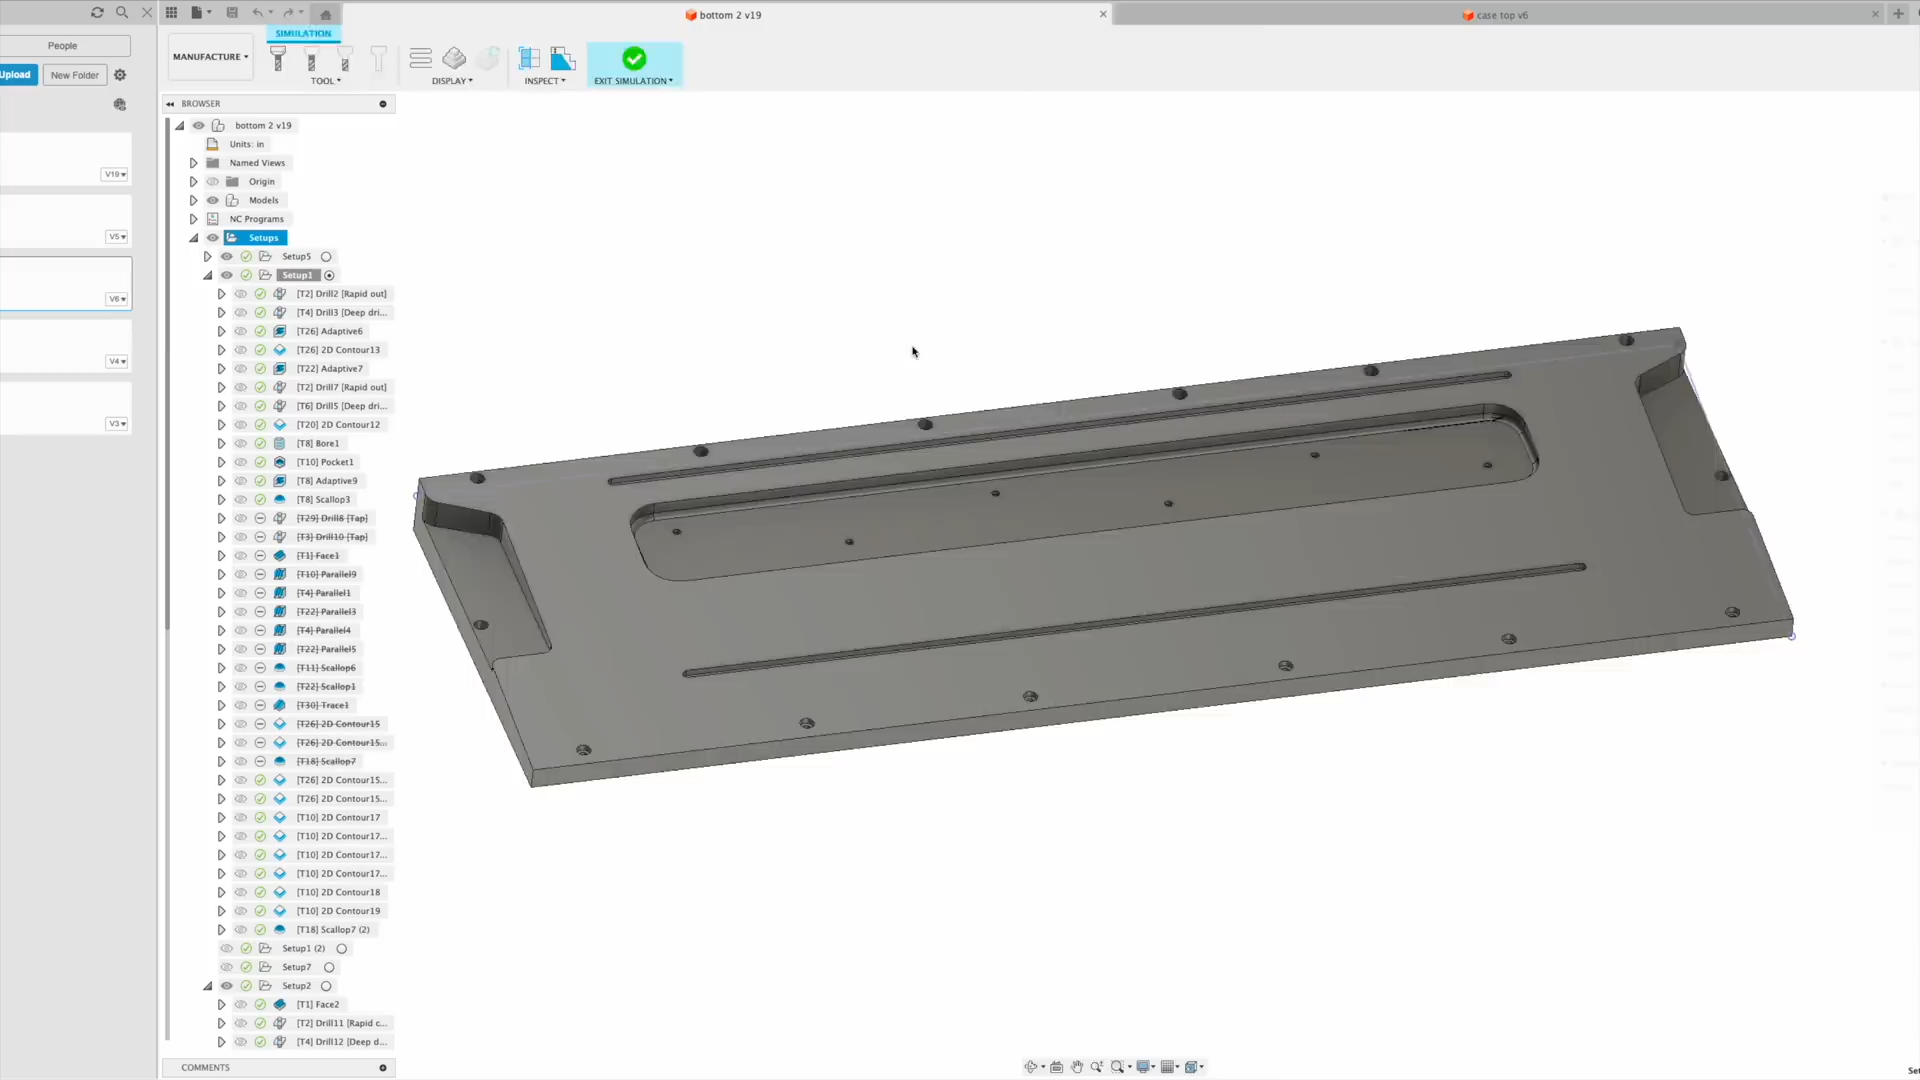 bottom 2 v19
case top v6
SIMULATION
People
Upload
New Folder
MANUFACTURE
TOOL
DISPLAY
INSPECT
EXIT SIMULATION
BROWSER
bottom 2 v19
Units: in
Named Views
V19
Origin
Models
NC Programs
V5
Setups
Setup5
Setup1
[T2] Drill2 [Rapid out]
V6
[T4] Drill3 [Deep dri...
[T26] Adaptive6
[T26] 2D Contour13
V4
[T22] Adaptive7
[T2] Drill7 [Rapid out]
[T6] Drill5 [Deep dri...
[T20] 2D Contour12
V3
[T8] Bore1
[T10] Pocket1
[T8] Adaptive9
[T8] Scallop3
[T29] Drill8 [Tap]
[T3] Drill10 [Tap]
[T1] Face1
[T10] Parallel9
[T4] Parallel1
[T22] Parallel3
[T4] Parallel4
[T22] Parallel5
[T11] Scallop6
[T22] Scallop1
[T30] Trace1
[T26] 2D Contour15
[T26] 2D Contour15...
[T18] Scallop7
[T26] 2D Contour15...
[T26] 2D Contour15...
[T10] 2D Contour17
[T10] 2D Contour17...
[T10] 2D Contour17...
[T10] 2D Contour17...
[T10] 2D Contour18
[T10] 2D Contour19
[T18] Scallop7 (2)
Setup1 (2)
Setup7
Setup2
[T1] Face2
[T2] Drill11 [Rapid c...
[T4] Drill12 [Deep d...
COMMENTS
Set